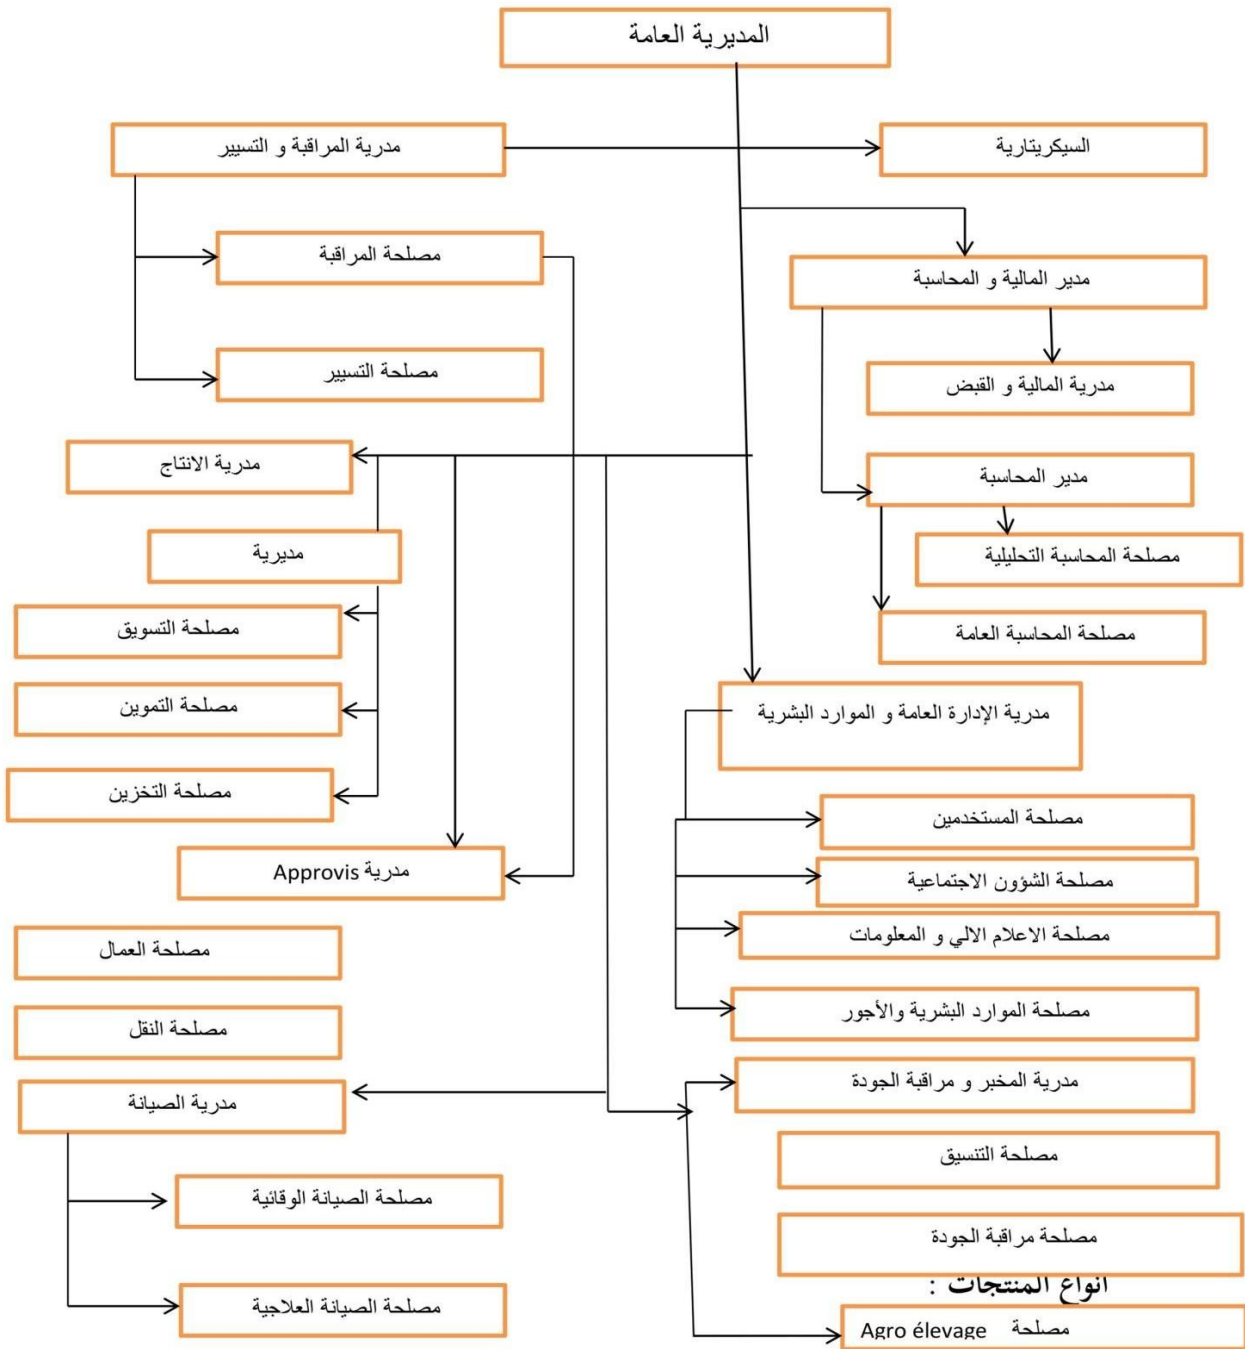 المديرية العامة
السيكريتارية
مدرية المراقبة و التسيير
مصلحة المراقبة
مدير المالية و المحاسبة
مصلحة التسيير
مدرية المالية و القبض
مدرية الانتاج
مدير المحاسبة
مديرية
مصلحة المحاسبة التحليلية
مصلحة التسويق
مصلحة المحاسبة العامة
مصلحة التموين
مدرية الإدارة العامة و الموارد البشرية
مصلحة التخزين
مصلحة المستخدمين
مدرية Approvis
مصلحة الشؤون الاجتماعية
مصلحة العمال
مصلحة الاعلام الالي و المعلومات
مصلحة النقل
مصلحة الموارد البشرية والأجور
مدرية الصيانة
مدرية المخبر و مراقبة الجودة
مصلحة التنسيق
مصلحة الصيانة الوقائية
مصلحة مراقبة الجودة
انواع المنتجات :
مصلحة الصيانة العلاجية
مصلحة Agro élevage